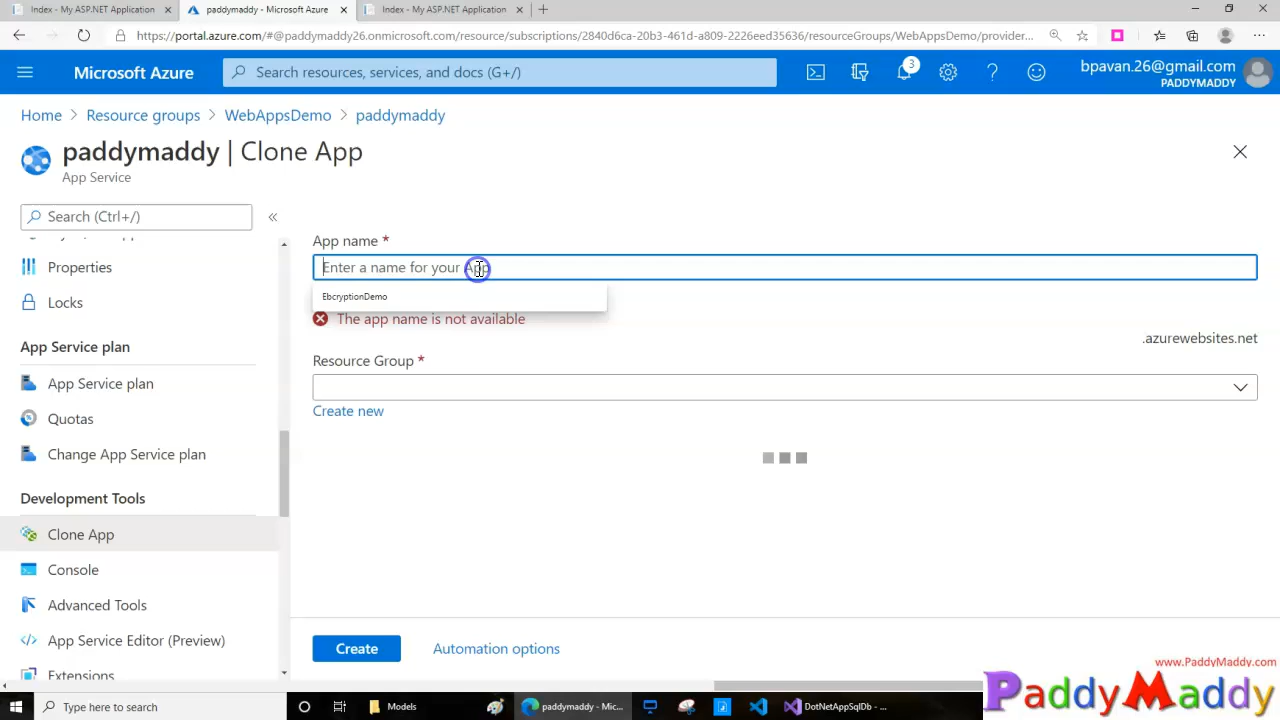 Index - My ASP.NET Application
paddymaddy - Microsoft Azure
Index - My ASP.NET Application
https://portal.azure.com/#@paddymaddy26.onmicrosoft.com/resource/subscriptions/2840d6ca-20b3-461d-a809-2226eed35636/resourceGroups/WebAppsDemo/provider...
Microsoft Azure
Search resources, services, and docs (G+/)
3
bpavan.26@gmail.com
PADDYMADDY
Home > Resource groups > WebAppsDemo > paddymaddy
paddymaddy | Clone App
App Service
Search (Ctrl+/)
«
Properties
Locks
App Service plan
App Service plan
Quotas
Change App Service plan
Development Tools
Clone App
Console
Advanced Tools
App Service Editor (Preview)
Extensions
App name *
Enter a name for your App
EbcryptionDemo
The app name is not available
.azurewebsites.net
Resource Group *
Create new
Create
Automation options
www.PaddyMaddy.com
PaddyMaddy
Type here to search
Models
paddymaddy - Mic...
DotNetAppSqlDb - ...